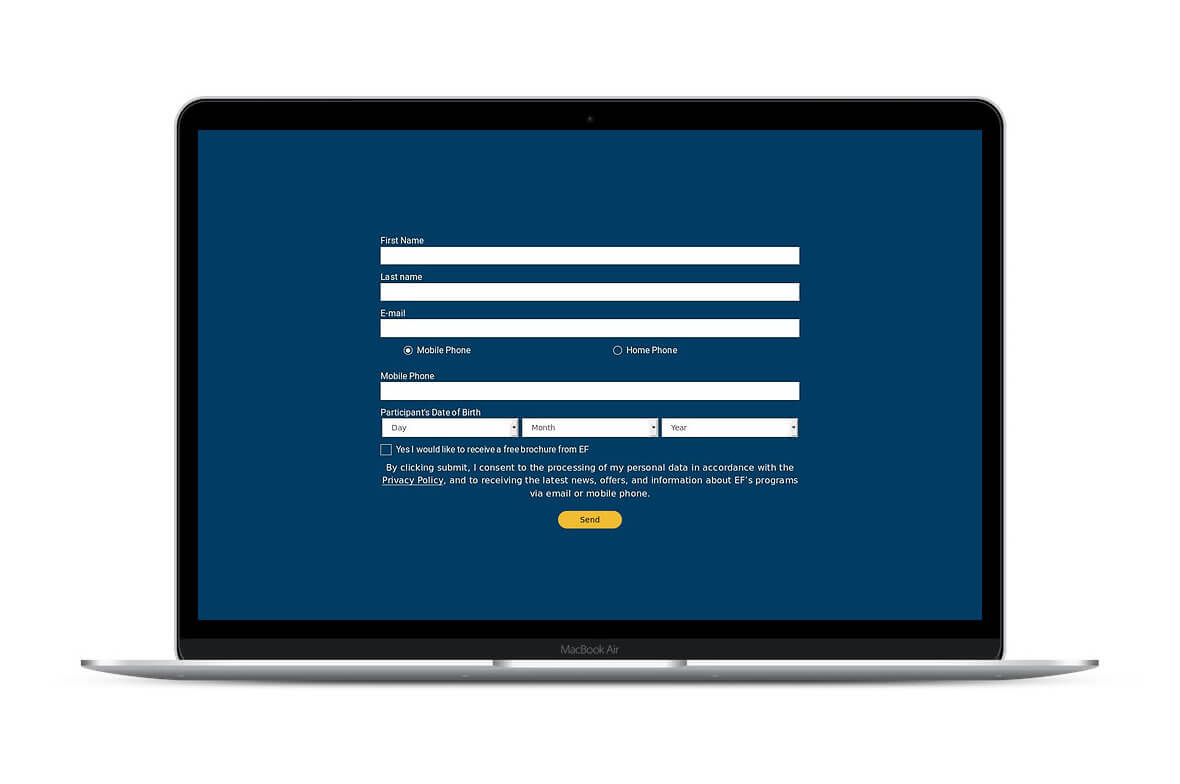 First Name
Last name
E-mail
Mobile Phone
Home Phone
Mobile Phone
Participant's Date of Birth
Day
Month
Year
Yes I would like to receive a free brochure from EF
By clicking submit, I consent to the processing of my personal data in accordance with the
Privacy Policy, and to receiving the latest news, offers, and information about EF's programs
via email or mobile phone.
Send
MacBook Air